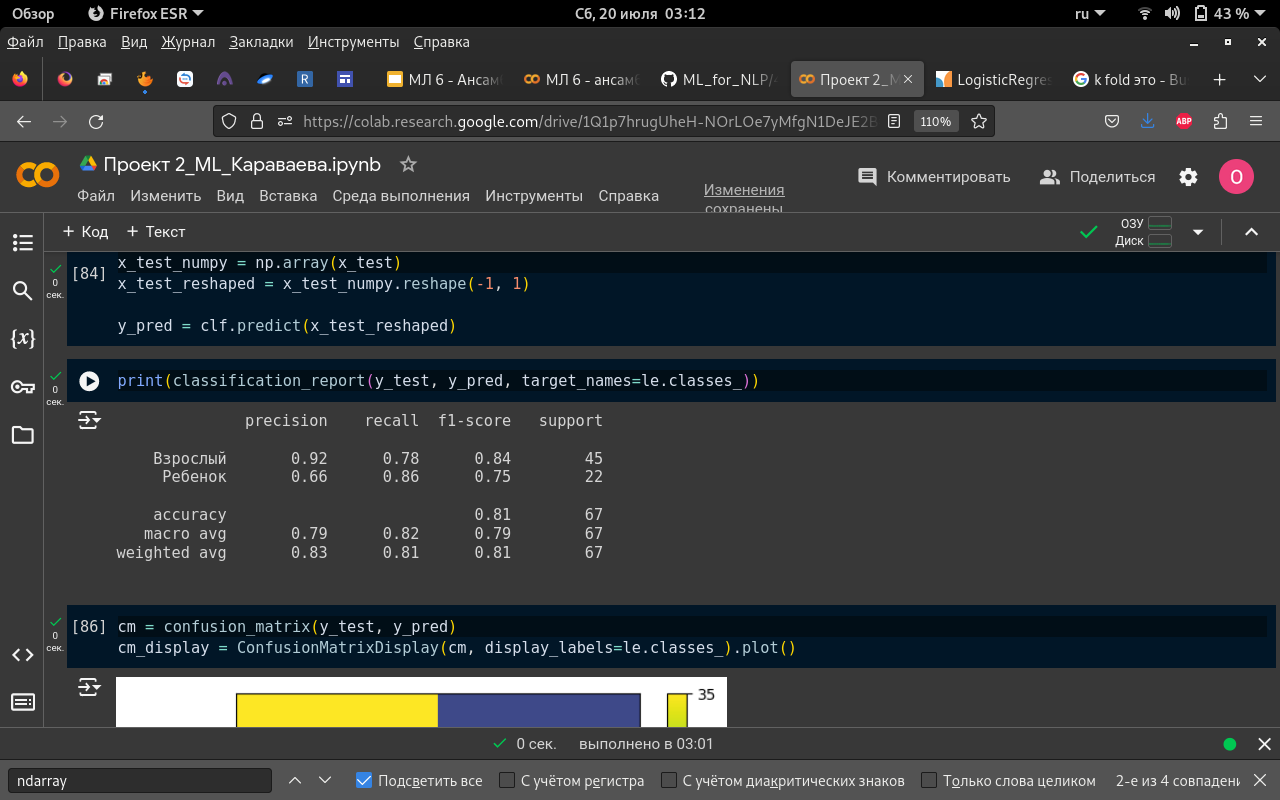 Обзор Firefox ESR Сб, 20 июля 03:12 ru 43 %
Файл Правка Вид Журнал Закладки Инструменты Справка
МЛ 6 - Ансам МЛ 6 - ансам ML_for_NLP/ Проект 2_М LogisticRegre k fold это - Bu
https://colab.research.google.com/drive/1Q1p7hrugUheH-NOrLOe7yMfgN1DeJE2B 110% ABP
Проект 2_ML_Караваева.ipynb
Комментировать Поделиться O
Файл Изменить Вид Вставка Среда выполнения Инструменты Справка Изменения
сохранены
+ Код + Текст ОЗУ
Диск
x_test_numpy = np.array(x_test)
[84]
0
сек.
x_test_reshaped = x_test_numpy.reshape(-1, 1)
y_pred = clf.predict(x_test_reshaped)
0
сек.
print(classification_report(y_test, y_pred, target_names=le.classes_))
precision recall f1-score support
Взрослый 0.92 0.78 0.84 45
Ребенок 0.66 0.86 0.75 22
accuracy 0.81 67
macro avg 0.79 0.82 0.79 67
weighted avg 0.83 0.81 0.81 67
0
сек.
[86] cm = confusion_matrix(y_test, y_pred)
cm_display = ConfusionMatrixDisplay(cm, display_labels=le.classes_).plot()
35
0 сек. выполнено в 03:01
ndarray Подсветить все С учётом регистра С учётом диакритических знаков Только слова целиком 2-е из 4 совпадени